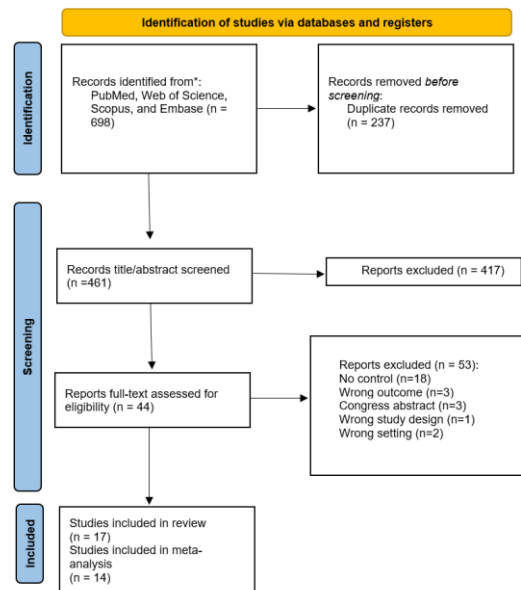 Identification of studies via databases and registers
Identification
Records identified from*:
PubMed, Web of Science,
Scopus, and Embase (n =
698)
Records removed before
screening:
Duplicate records removed
(n = 237)
Screening
Records title/abstract screened
(n =461)
Reports excluded (n = 417)
Reports full-text assessed for
eligibility (n = 44)
Reports excluded (n = 53):
No control (n=18)
Wrong outcome (n=3)
Congress abstract (n=3)
Wrong study design (n=1)
Wrong setting (n=2)
Included
Studies included in review
(n = 17)
Studies included in meta-
analysis
(n = 14)